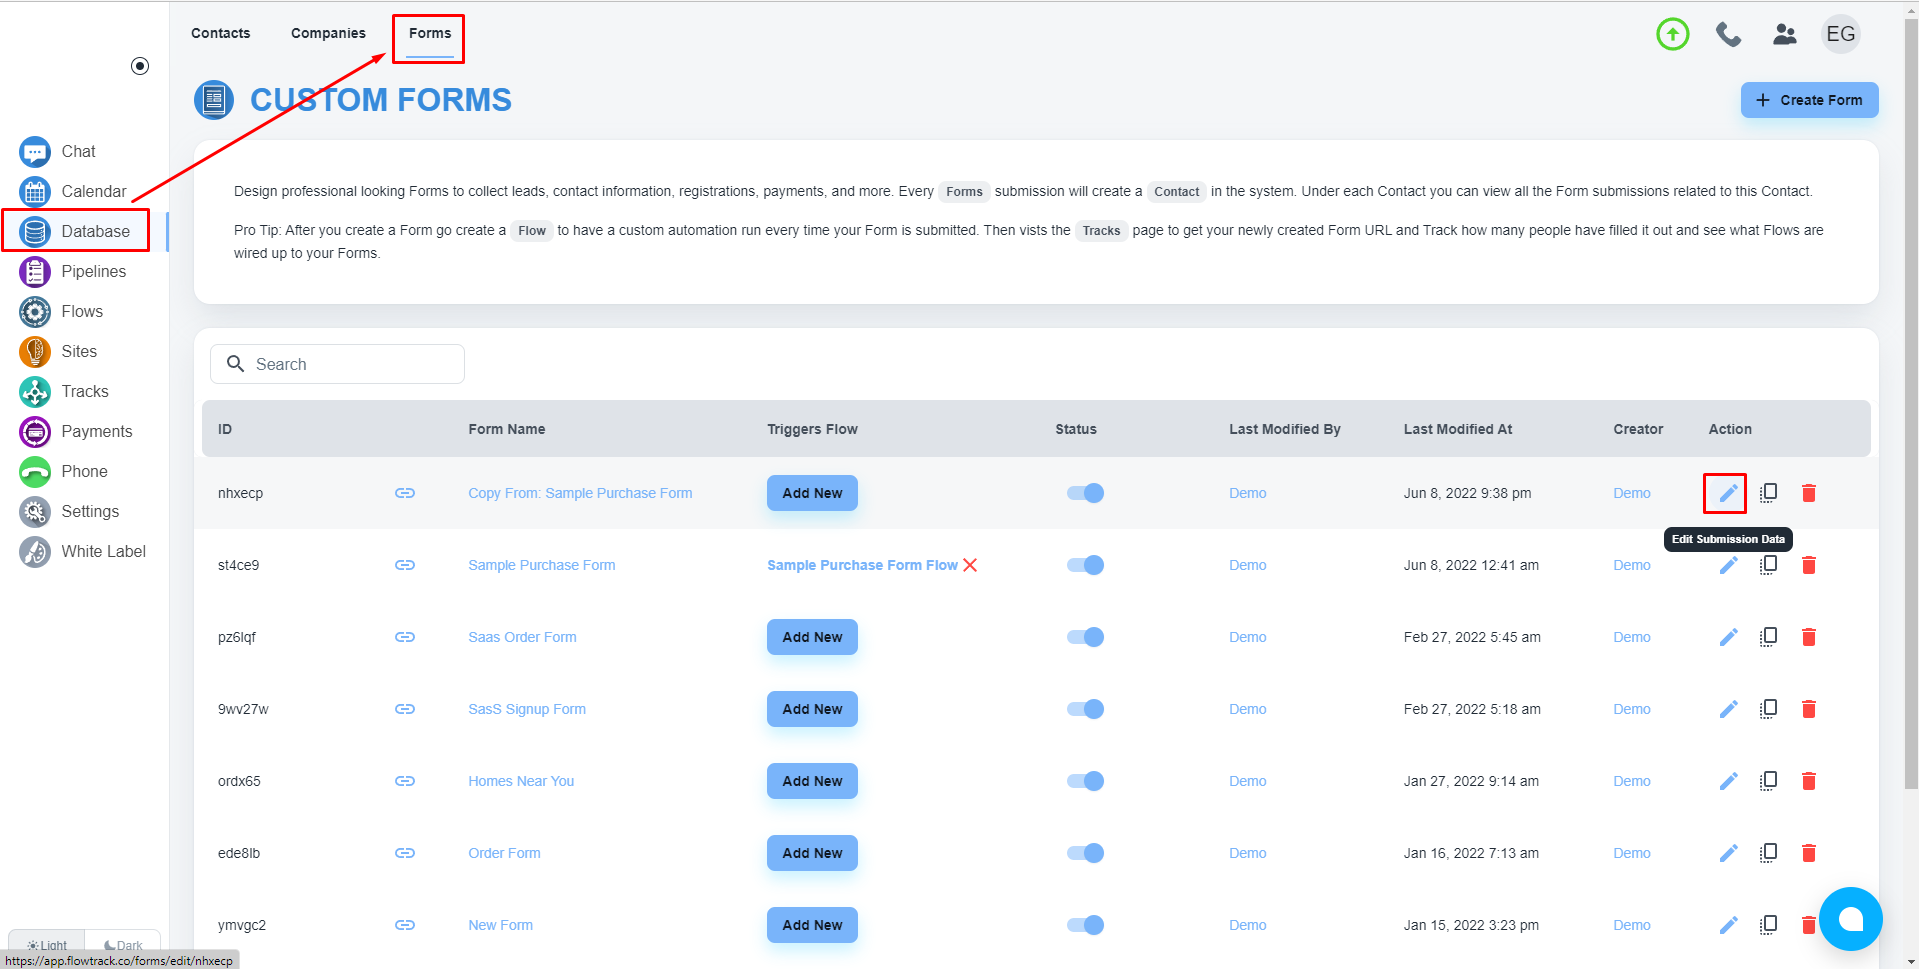 Contacts Companies Forms
EG
CUSTOM FORMS
+ Create Form
Chat
Calendar
Database
Pipelines
Flows
Sites
Tracks
Payments
Phone
Settings
White Label
Design professional looking Forms to collect leads, contact information, registrations, payments, and more. Every Forms submission will create a Contact in the system. Under each Contact you can view all the Form submissions related to this Contact.
Pro Tip: After you create a Form go create a Flow to have a custom automation run every time your Form is submitted. Then vists the Tracks page to get your newly created Form URL and Track how many people have filled it out and see what Flows are
wired up to your Forms.
Search
ID Form Name Triggers Flow Status Last Modified By Last Modified At Creator Action
nhxecp Copy From: Sample Purchase Form Add New Demo Jun 8, 2022 9:38 pm Demo
Edit Submission Data
st4ce9 Sample Purchase Form Sample Purchase Form Flow Demo Jun 8, 2022 12:41 am Demo
pz6lqf Saas Order Form Add New Demo Feb 27, 2022 5:45 am Demo
9wv27w SasS Signup Form Add New Demo Feb 27, 2022 5:18 am Demo
ordx65 Homes Near You Add New Demo Jan 27, 2022 9:14 am Demo
ede8lb Order Form Add New Demo Jan 16, 2022 7:13 am Demo
ymvgc2 New Form Add New Demo Jan 15, 2022 3:23 pm Demo
Light Dark
https://app.flowtrack.co/forms/edit/nhxecp